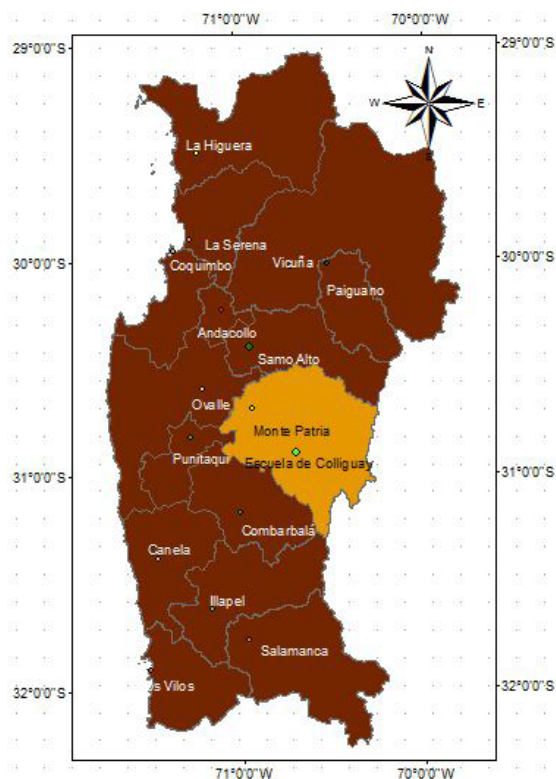 71°0'0"W 70°0'0"W
29°0'0"S 29°0'0"S
N
W E
S
La Higuera
La Serena
30°0'0"S 30°0'0"S
Coquimbo Vicuña
Paiguano
Andacollo
Samo Alto
Ovalle
Monte Patria
Punitaqui Escuela de Colliguay
31°0'0"S 31°0'0"S
Combarbalá
Canela
Illapel
Salamanca
os Vilos
32°0'0"S 32°0'0"S
71°0'0"W 70°0'0"W